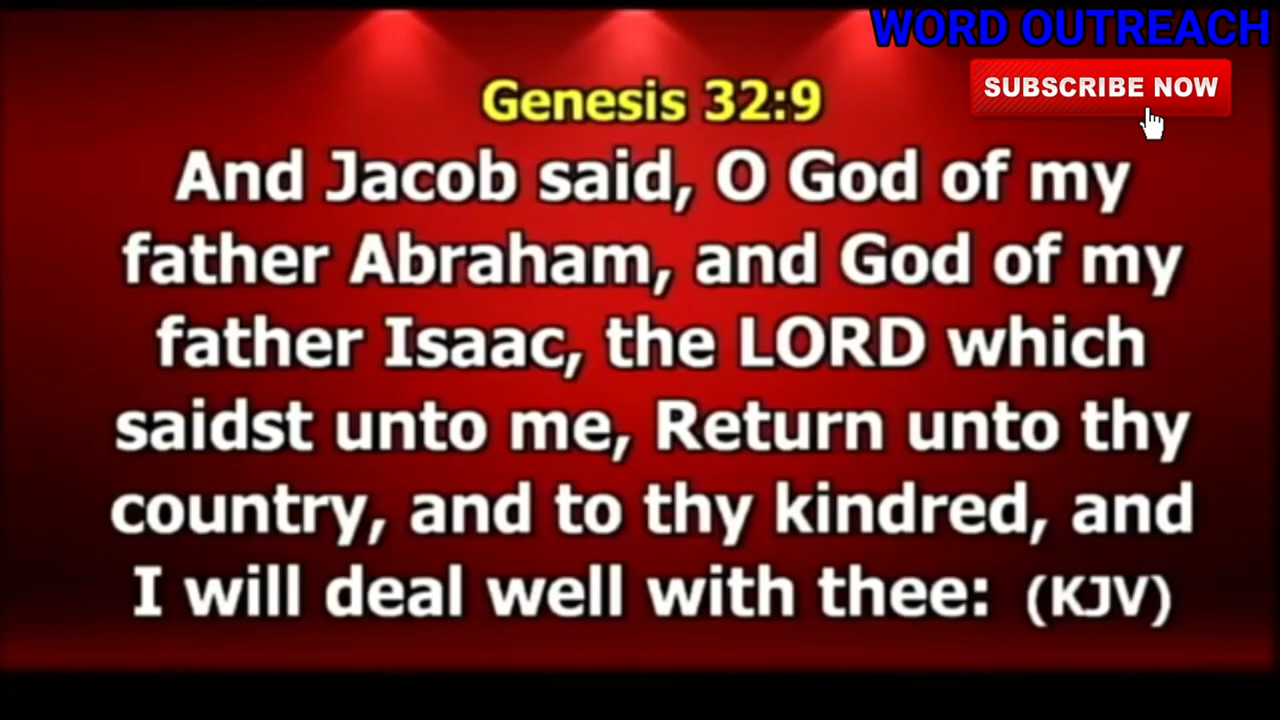 WORD OUTREACH
SUBSCRIBE NOW
Genesis 32:9
And Jacob said, O God of my
father Abraham, and God of my
father Isaac, the LORD which
saidst unto me, Return unto thy
country, and to thy kindred, and
I will deal well with thee: (KJV)